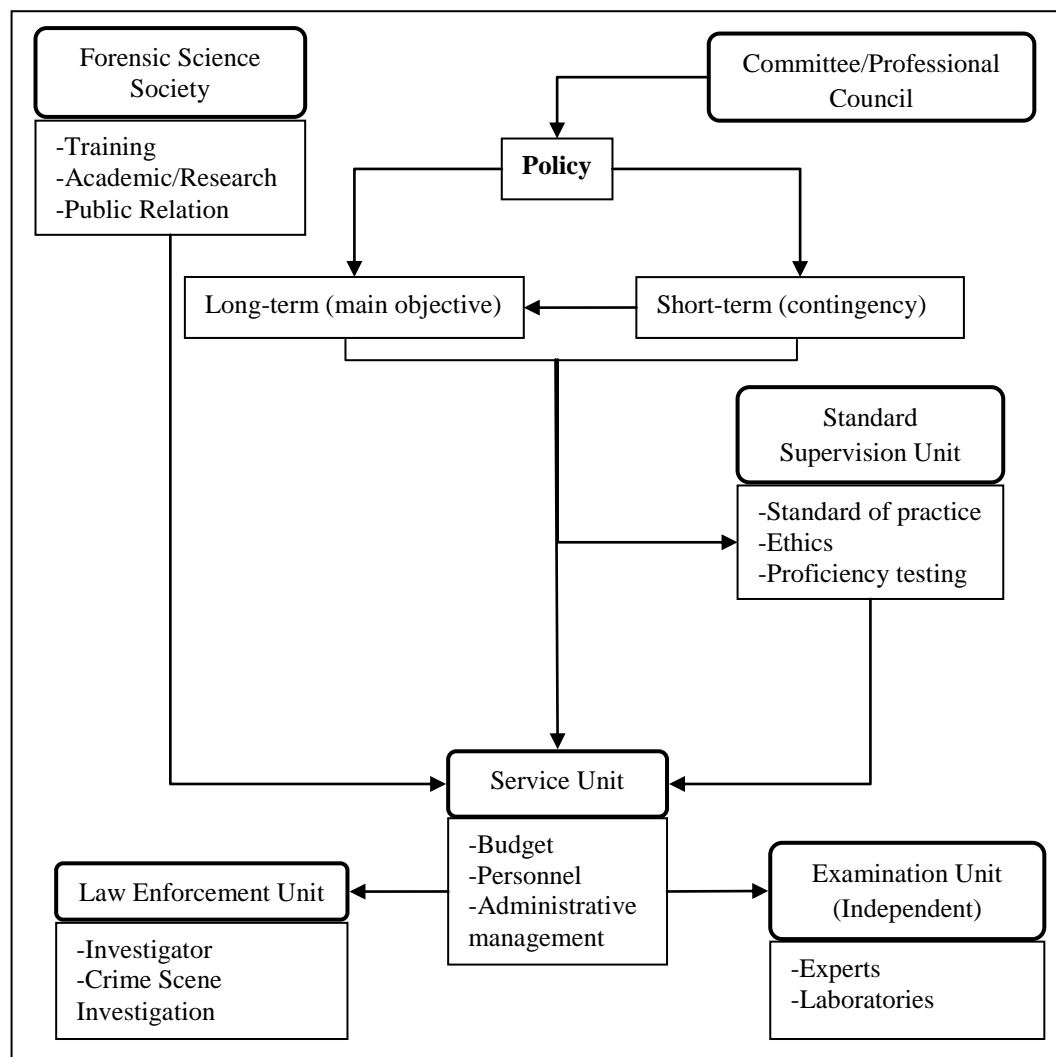 Forensic Science
Society
-Training
-Academic/Research
-Public Relation
Committee/Professional
Council
Policy
Long-term (main objective)
Short-term (contingency)
Standard
Supervision Unit
-Standard of practice
-Ethics
-Proficiency testing
Service Unit
-Budget
-Personnel
-Administrative
management
Law Enforcement Unit
-Investigator
-Crime Scene
Investigation
Examination Unit
(Independent)
-Experts
-Laboratories